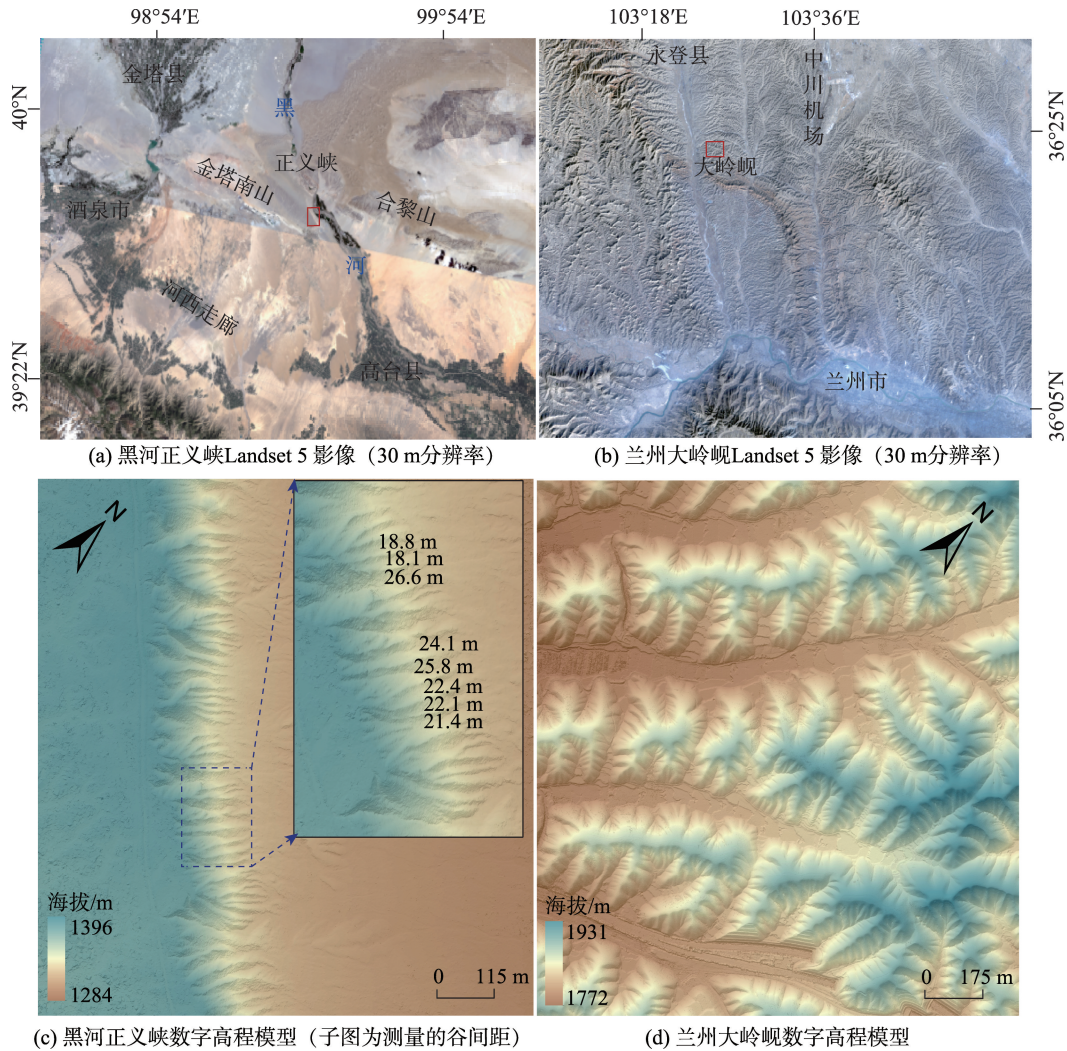 98°54′E
99°54′E
103°18′E
103°36′E
40°N
39°22′N
36°25′N
36°05′N
金塔县
黑
正义峡
金塔南山
合黎山
酒泉市
河
河西走廊
高台县
永登县
中川机场
大岭岘
兰州市
(a) 黑河正义峡Landset 5 影像（30 m分辨率）
(b) 兰州大岭岘Landset 5 影像（30 m分辨率）
N
18.8 m
18.1 m
26.6 m
24.1 m
25.8 m
22.4 m
22.1 m
21.4 m
海拔/m
1396
1284
0 115 m
N
海拔/m
1931
1772
0 175 m
(c) 黑河正义峡数字高程模型（子图为测量的谷间距）
(d) 兰州大岭岘数字高程模型